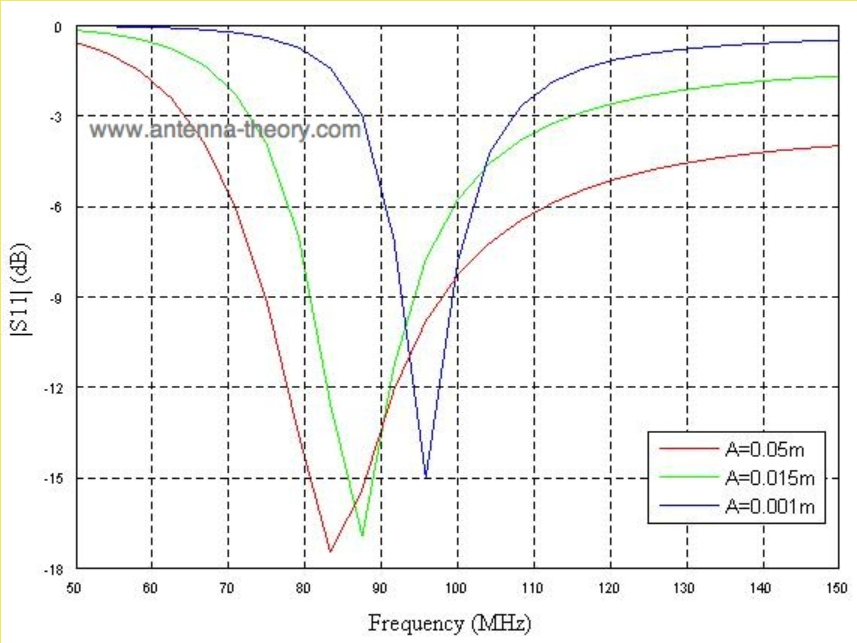 0
-3
-6
-9
-12
-15
-18
|S11| (dB)
www.antenna-theory.com
A=0.05m
A=0.015m
A=0.001m
50 60 70 80 90 100 110 120 130 140 150
Frequency (MHz)